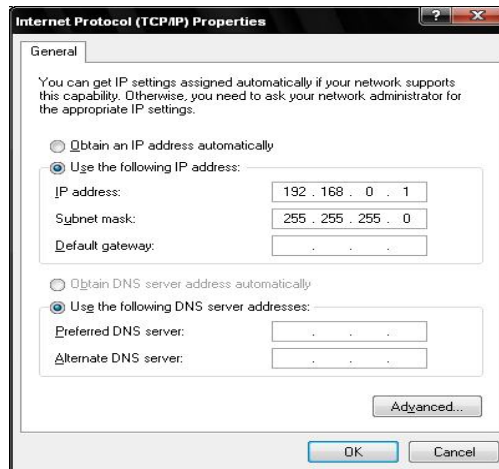 Internet Protocol (TCP/IP) Properties
General
You can get IP settings assigned automatically if your network supports
this capability. Otherwise, you need to ask your network administrator for
the appropriate IP settings.
Obtain an IP address automatically
Use the following IP address:
IP address: 192 . 168 . 0 . 1
Subnet mask: 255 . 255 . 255 . 0
Default gateway: . . .
Obtain DNS server address automatically
Use the following DNS server addresses:
Preferred DNS server: . . .
Alternate DNS server: . . .
Advanced...
OK Cancel